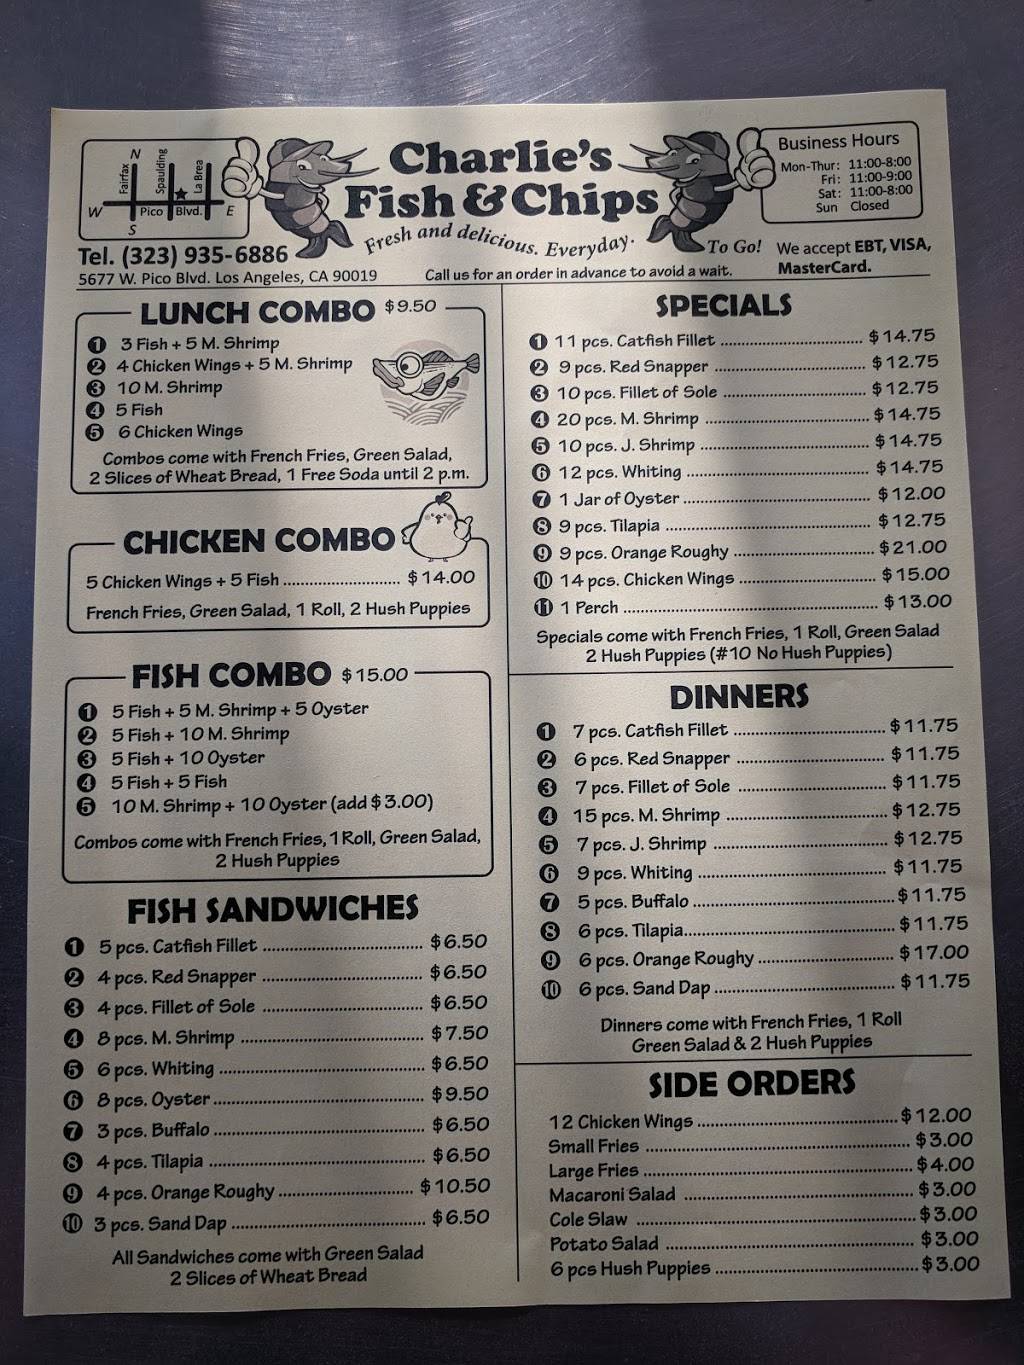 N
Fairfax
Spaulding
La Brea
W Pico Blvd. E
S
Charlie's
Fish & Chips
Fresh and delicious. Everyday.
Business Hours
Mon-Thur: 11:00-8:00
Fri: 11:00-9:00
Sat: 11:00-8:00
Sun Closed
Tel. (323) 935-6886
5677 W. Pico Blvd. Los Angeles, CA 90019
To Go!
Call us for an order in advance to avoid a wait.
We accept EBT, VISA,
MasterCard.
LUNCH COMBO $9.50
1 3 Fish + 5 M. Shrimp
2 4 Chicken Wings + 5 M. Shrimp
3 10 M. Shrimp
4 5 Fish
5 6 Chicken Wings
Combos come with French Fries, Green Salad,
2 Slices of Wheat Bread, 1 Free Soda until 2 p.m.
CHICKEN COMBO
5 Chicken Wings + 5 Fish ........................... $14.00
French Fries, Green Salad, 1 Roll, 2 Hush Puppies
FISH COMBO $15.00
1 5 Fish + 5 M. Shrimp + 5 Oyster
2 5 Fish + 10 M. Shrimp
3 5 Fish + 10 Oyster
4 5 Fish + 5 Fish
5 10 M. Shrimp + 10 Oyster (add $3.00)
Combos come with French Fries, 1 Roll, Green Salad,
2 Hush Puppies
FISH SANDWICHES
1 5 pcs. Catfish Fillet ..................................... $6.50
2 4 pcs. Red Snapper ..................................... $6.50
3 4 pcs. Fillet of Sole ..................................... $6.50
4 8 pcs. M. Shrimp ........................................... $7.50
5 6 pcs. Whiting ................................................ $6.50
6 8 pcs. Oyster ................................................. $9.50
7 3 pcs. Buffalo ................................................ $6.50
8 4 pcs. Tilapia .................................................. $6.50
9 4 pcs. Orange Roughy ............................... $10.50
10 3 pcs. Sand Dap ............................................. $6.50
All Sandwiches come with Green Salad
2 Slices of Wheat Bread
SPECIALS
1 11 pcs. Catfish Fillet ................................. $14.75
2 9 pcs. Red Snapper ................................... $12.75
3 10 pcs. Fillet of Sole ................................. $12.75
4 20 pcs. M. Shrimp ...................................... $14.75
5 10 pcs. J. Shrimp ........................................ $14.75
6 12 pcs. Whiting .......................................... $14.75
7 1 Jar of Oyster ........................................... $12.00
8 9 pcs. Tilapia ............................................... $12.75
9 9 pcs. Orange Roughy ................................ $21.00
10 14 pcs. Chicken Wings ................................ $15.00
11 1 Perch .......................................................... $13.00
Specials come with French Fries, 1 Roll, Green Salad
2 Hush Puppies (#10 No Hush Puppies)
DINNERS
1 7 pcs. Catfish Fillet ................................... $11.75
2 6 pcs. Red Snapper ................................... $11.75
3 7 pcs. Fillet of Sole ................................... $11.75
4 15 pcs. M. Shrimp ...................................... $12.75
5 7 pcs. J. Shrimp ......................................... $12.75
6 9 pcs. Whiting ............................................ $11.75
7 5 pcs. Buffalo .............................................. $11.75
8 6 pcs. Tilapia ................................................ $11.75
9 6 pcs. Orange Roughy ................................ $17.00
10 6 pcs. Sand Dap .......................................... $11.75
Dinners come with French Fries, 1 Roll
Green Salad & 2 Hush Puppies
SIDE ORDERS
12 Chicken Wings ............................................... $12.00
Small Fries ............................................................. $3.00
Large Fries .............................................................. $4.00
Macaroni Salad ...................................................... $3.00
Cole Slaw ................................................................ $3.00
Potato Salad .......................................................... $3.00
6 pcs Hush Puppies ................................................ $3.00